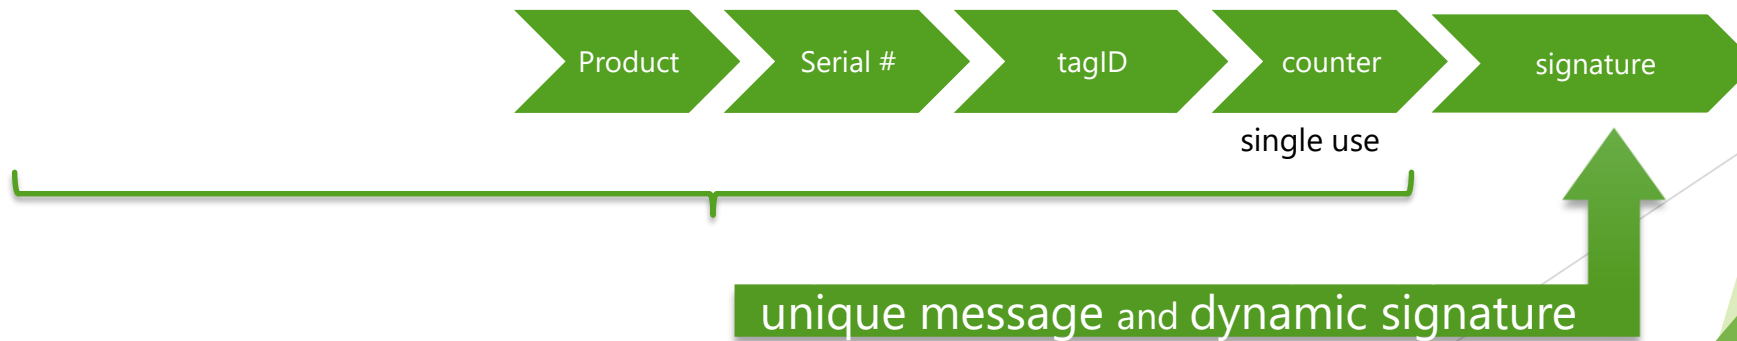 Product Serial # tagID counter signature
single use
unique message and dynamic signature